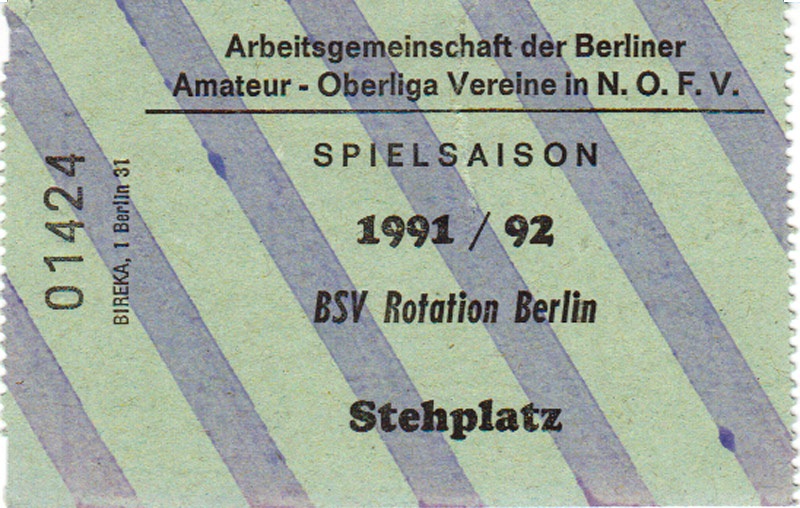 Arbeitsgemeinschaft der Berliner
Amateur - Oberliga Vereine in N. O. F. V.
SPIELSAISON
1991 / 92
BSV Rotation Berlin
Stehplatz
01424
BIREKA, 1 Berlin 31